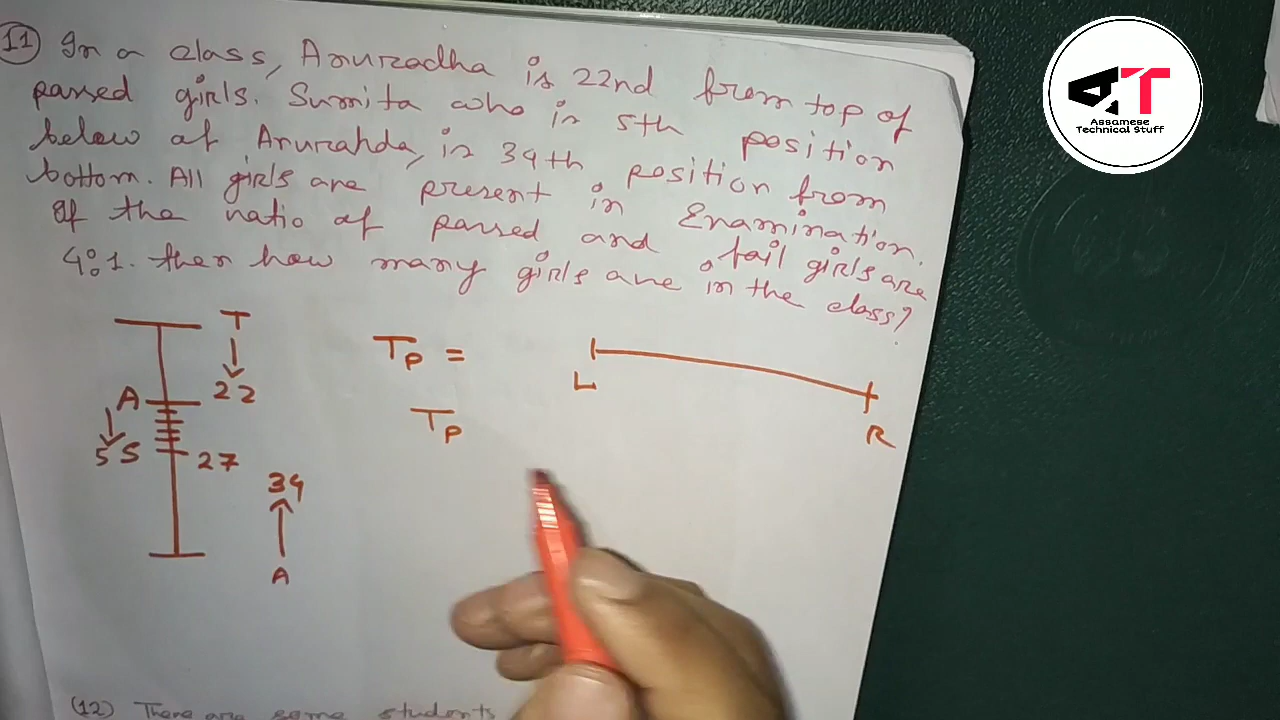 (11) In a class, Anuradha is 22nd from top of
passed girls. Sumita who is 5th position
below of Anurahda, is 34th position from
bottom. All girls are present in Examination.
If the ratio of passed and fail girls are
4:1. then how many girls are in the class?
T
22
A
5 S
27
34
A
TP =
TP
L
R
(12) There are some students
AT
Assamese
Technical Stuff